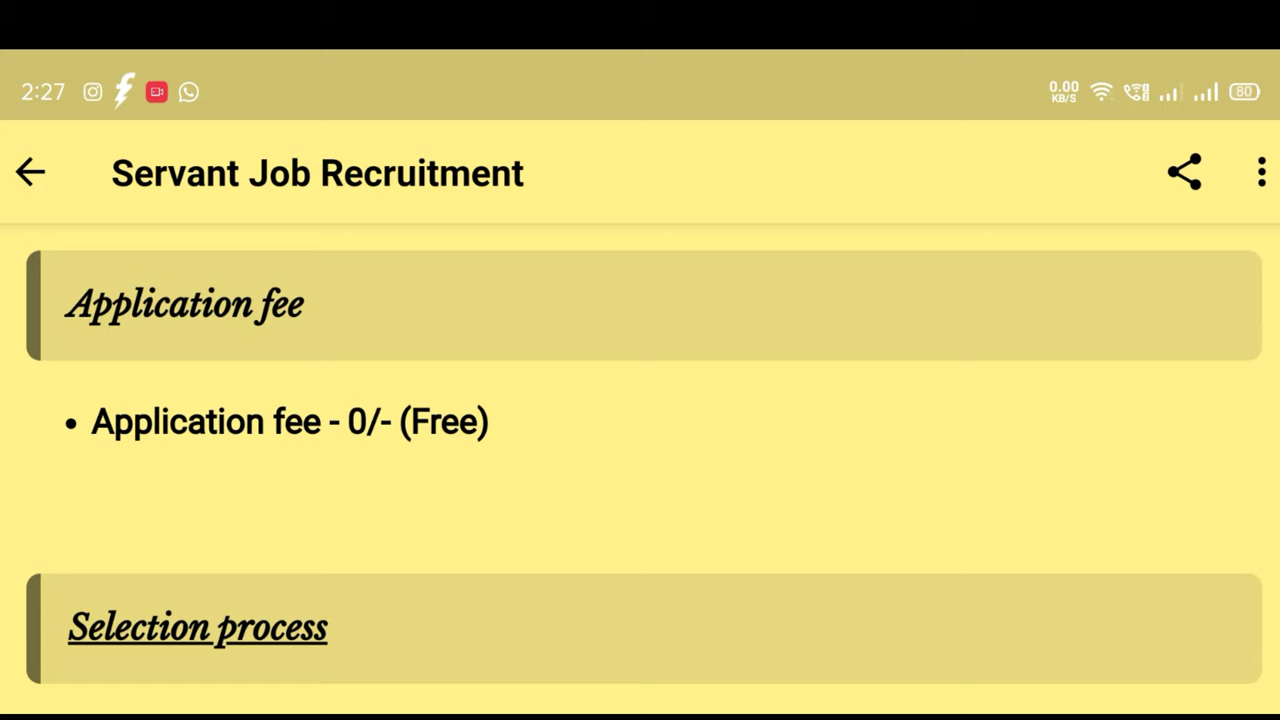 2:27
0.00
KB/S
80
Servant Job Recruitment
Application fee
• Application fee - 0/- (Free)
Selection process